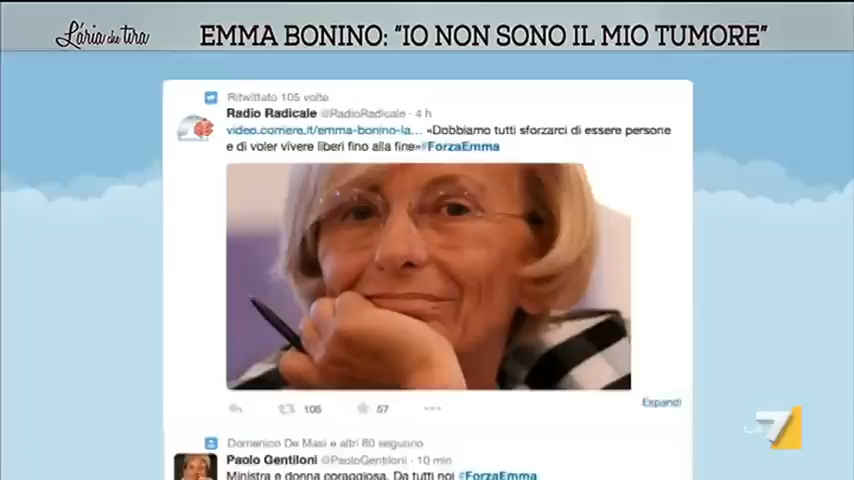 L'aria che tira
EMMA BONINO: “IO NON SONO IL MIO TUMORE”
Ritwittato 105 volte
Radio Radicale @RadioRadicale · 4 h
video.corriere.it/emma-bonino-la... «Dobbiamo tutti sforzarci di essere persone
e di voler vivere liberi fino alla fine» #ForzaEmma
105 57
Espandi
LA7
Domenico De Masi e altri 80 seguono
Paolo Gentiloni @PaoloGentiloni · 10 min
Ministra e donna coraggiosa. Da tutti noi #ForzaEmma